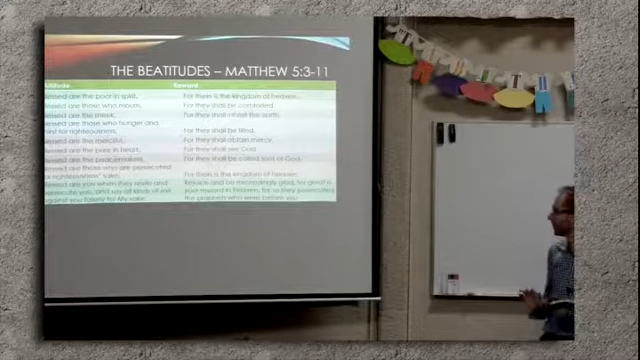 THE BEATITUDES – MATTHEW 5:3-11
Attitude Reward
Blessed are the poor in spirit, For theirs is the kingdom of heaven.
Blessed are those who mourn, For they shall be comforted.
Blessed are the meek, For they shall inherit the earth.
Blessed are those who hunger and
thirst for righteousness, For they shall be filled.
Blessed are the merciful, For they shall obtain mercy.
Blessed are the pure in heart, For they shall see God.
Blessed are the peacemakers, For they shall be called sons of God.
Blessed are those who are persecuted
for righteousness' sake, For theirs is the kingdom of heaven.
Blessed are you when they revile and Rejoice and be exceedingly glad, for great is
persecute you, and say all kinds of evil your reward in heaven, for so they persecuted
against you falsely for My sake. the prophets who were before you.